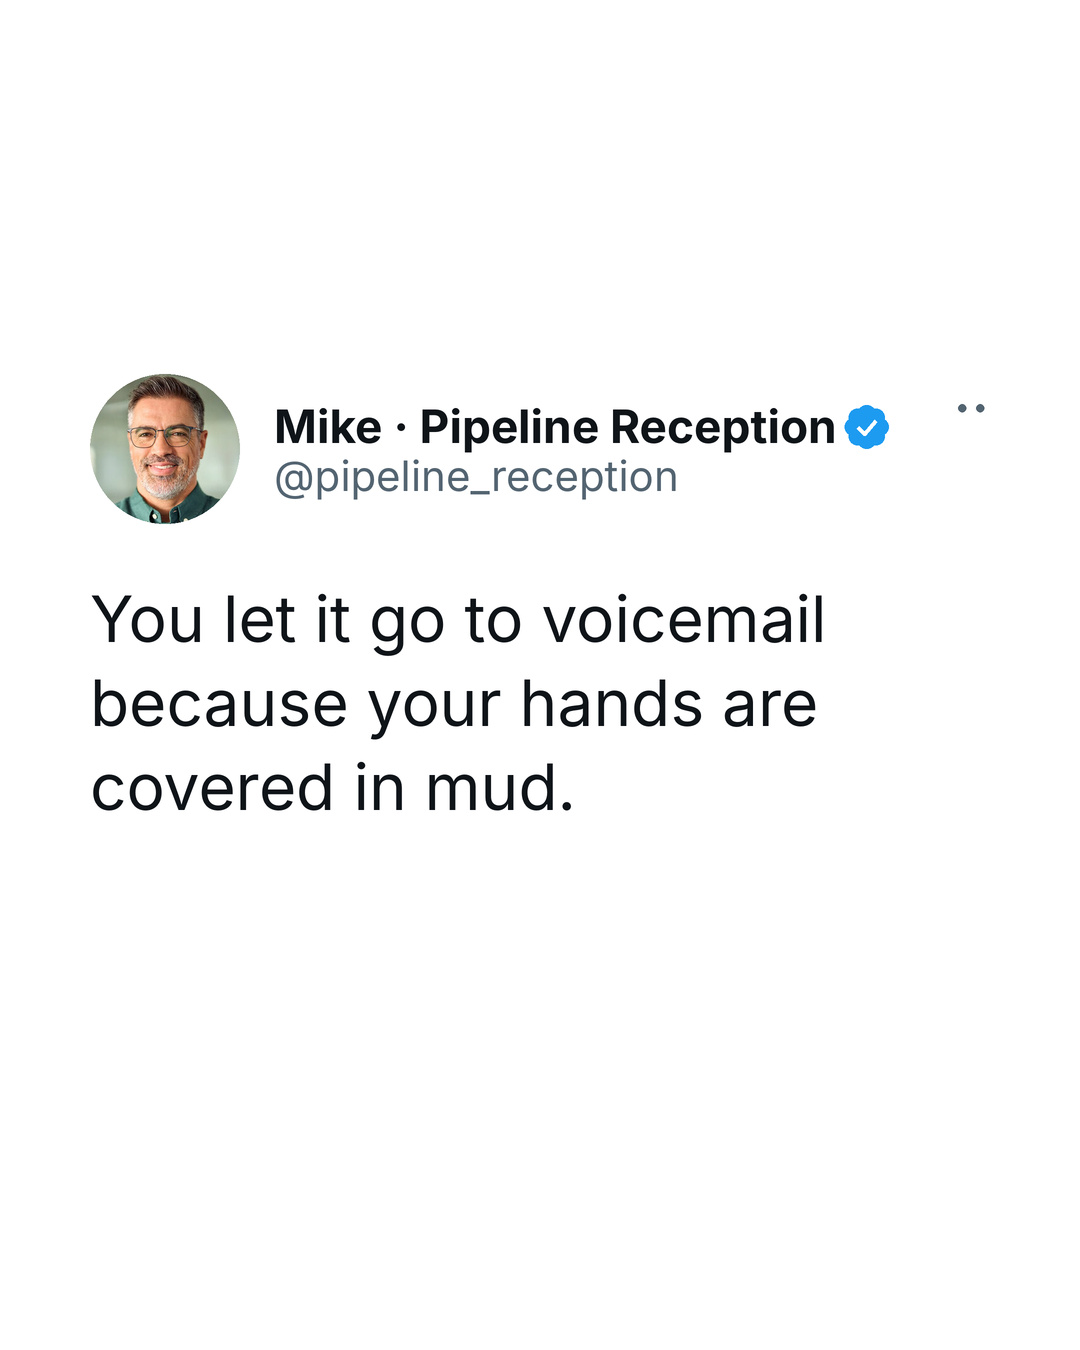 Mike · Pipeline Reception
@pipeline_reception
You let it go to voicemail
because your hands are
covered in mud.